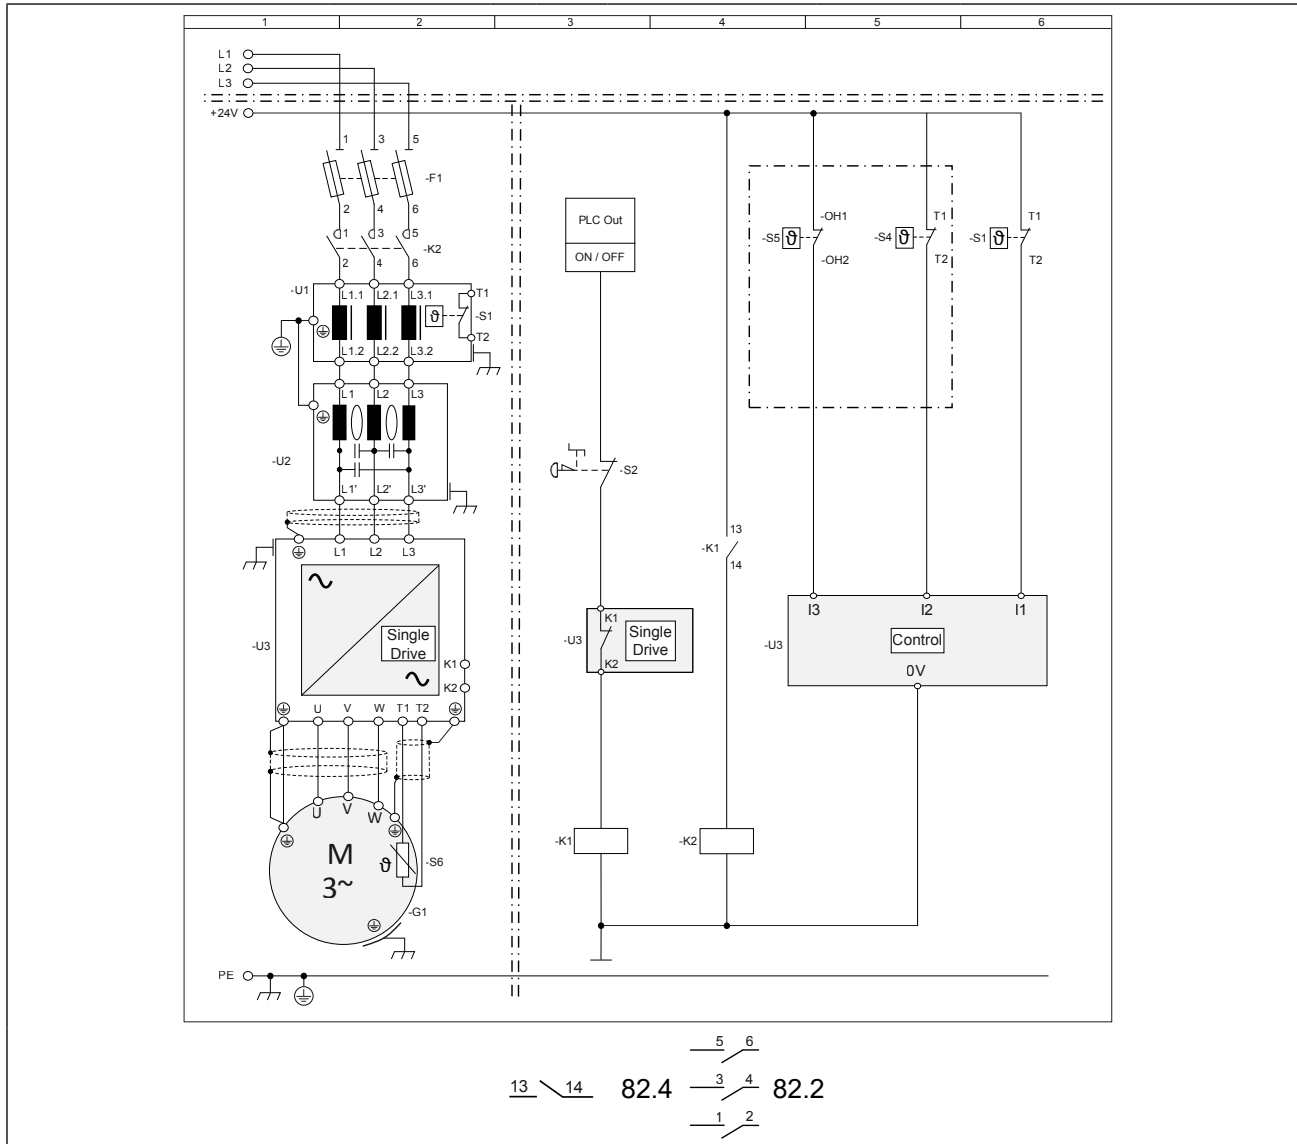 1 2 3 4 5 6
L1
L2
L3
+24V
1 3 5
-F1
2 4 6
1 3 5
-K2
2 4 6
-U1
L1.1 L2.1 L3.1
T1
ϑ
-S1
T2
L1.2 L2.2 L3.2
L1 L2 L3
-U2
L1' L2' L3'
L1 L2 L3
Single
Drive
-U3
K1
K2
U V W T1 T2
U V W
M
3~
ϑ
-S6
-G1
PE
PLC Out
ON / OFF
-S2
K1
-U3
Single
Drive
K2
-K1
13
-K1
14
-K2
-OH1
-S5 ϑ
-OH2
T1
-S4 ϑ
T2
T1
-S1 ϑ
T2
I3 I2 I1
-U3
Control
0V
5 6
13 14 82.4 3 4 82.2
1 2